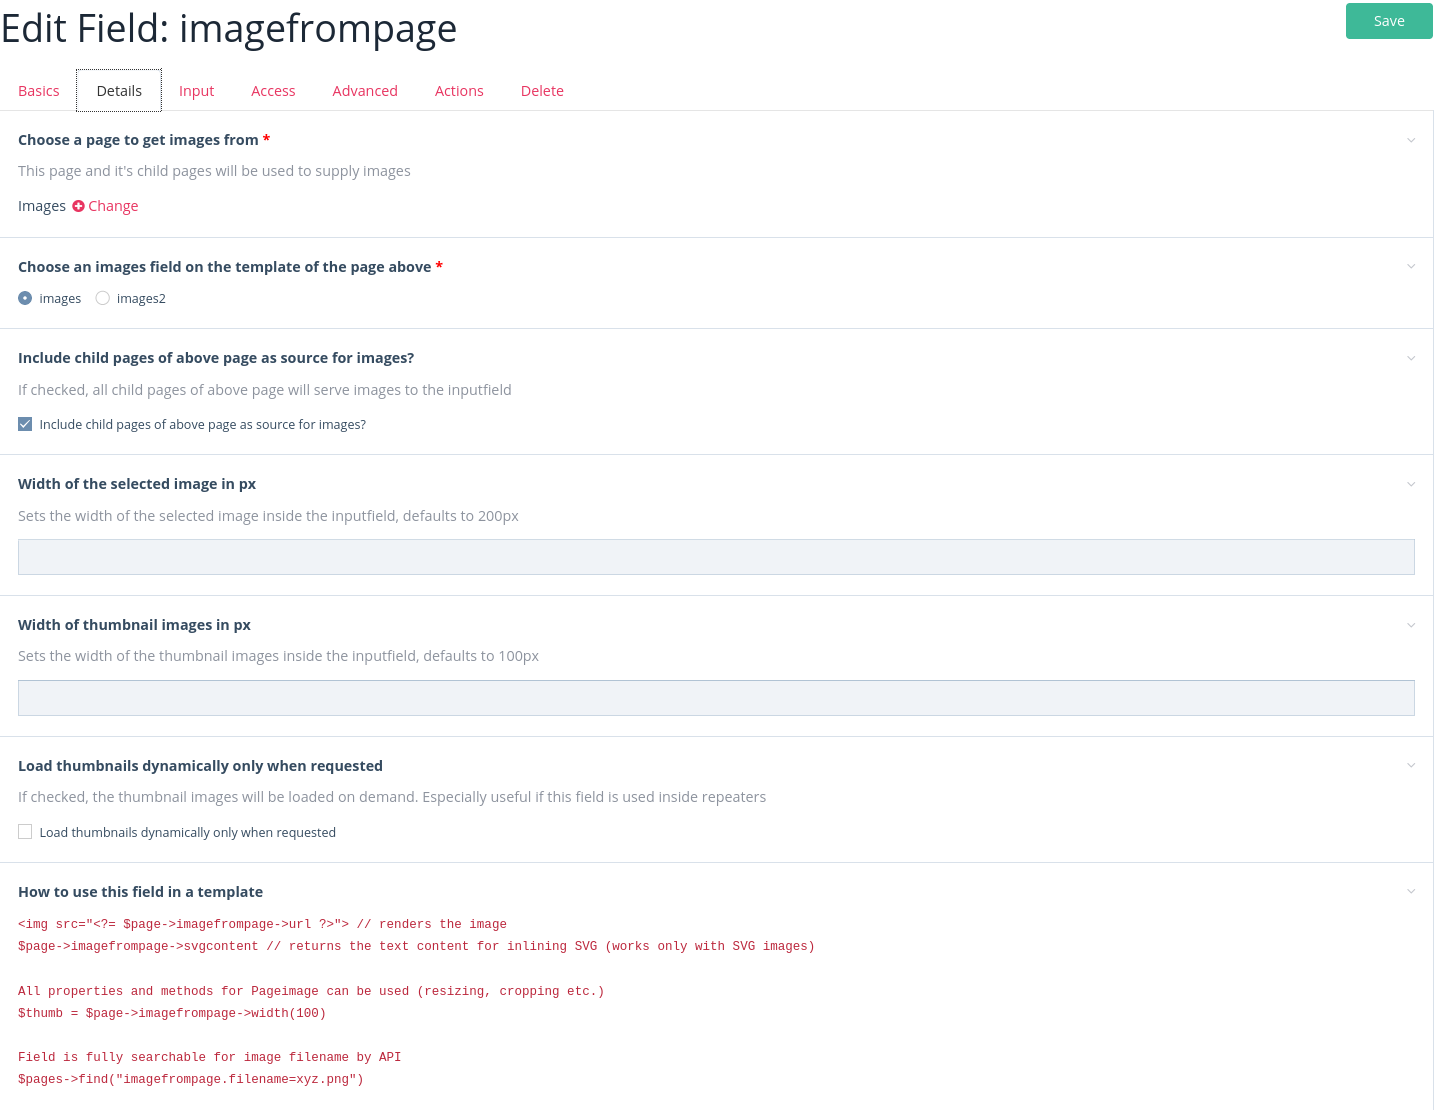 Edit Field: imagefrompage
Save
Basics Details Input Access Advanced Actions Delete
Choose a page to get images from *
This page and it's child pages will be used to supply images
Images Change
Choose an images field on the template of the page above *
images images2
Include child pages of above page as source for images?
If checked, all child pages of above page will serve images to the inputfield
Include child pages of above page as source for images?
Width of the selected image in px
Sets the width of the selected image inside the inputfield, defaults to 200px
Width of thumbnail images in px
Sets the width of the thumbnail images inside the inputfield, defaults to 100px
Load thumbnails dynamically only when requested
If checked, the thumbnail images will be loaded on demand. Especially useful if this field is used inside repeaters
Load thumbnails dynamically only when requested
How to use this field in a template
<img src="<?= $page->imagefrompage->url ?>"> // renders the image
$page->imagefrompage->svgcontent // returns the text content for inlining SVG (works only with SVG images)
All properties and methods for Pageimage can be used (resizing, cropping etc.)
$thumb = $page->imagefrompage->width(100)
Field is fully searchable for image filename by API
$pages->find("imagefrompage.filename=xyz.png")